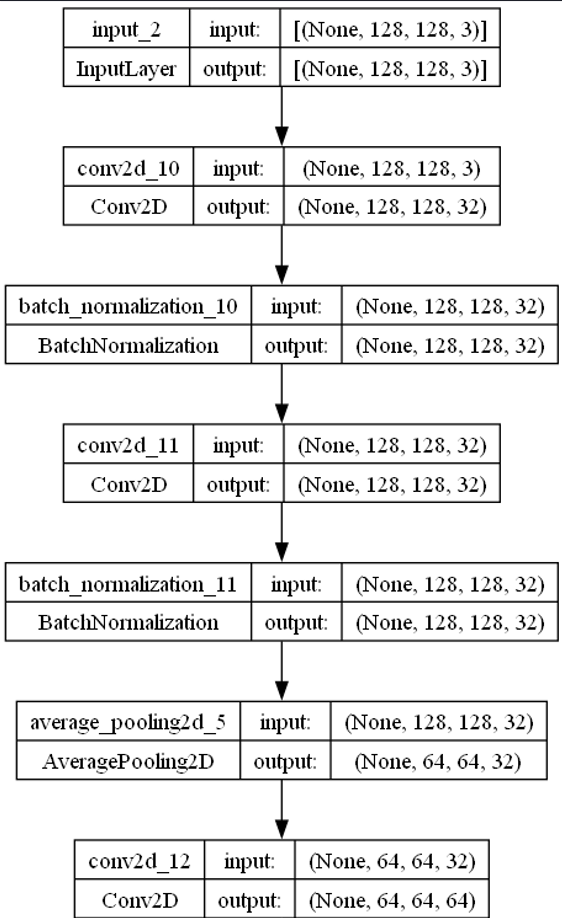 input_2 input: [(None, 128, 128, 3)]
InputLayer output: [(None, 128, 128, 3)]
conv2d_10 input: (None, 128, 128, 3)
Conv2D output: (None, 128, 128, 32)
batch_normalization_10 input: (None, 128, 128, 32)
BatchNormalization output: (None, 128, 128, 32)
conv2d_11 input: (None, 128, 128, 32)
Conv2D output: (None, 128, 128, 32)
batch_normalization_11 input: (None, 128, 128, 32)
BatchNormalization output: (None, 128, 128, 32)
average_pooling2d_5 input: (None, 128, 128, 32)
AveragePooling2D output: (None, 64, 64, 32)
conv2d_12 input: (None, 64, 64, 32)
Conv2D output: (None, 64, 64, 64)